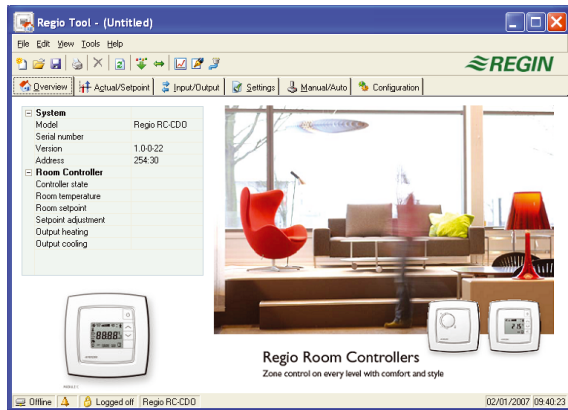 Regio Tool - (Untitled)
File Edit View Tools Help
REGIN
Overview Actual/Setpoint Input/Output Settings Manual/Auto Configuration
System
Model Regio RC-CDO
Serial number
Version 1.0-0-22
Address 254:30
Room Controller
Controller state
Room temperature
Room setpoint
Setpoint adjustment
Output heating
Output cooling
Regio Room Controllers
Zone control on every level with comfort and style
Offline Logged off Regio RC-CDO 02/01/2007 09:40:23